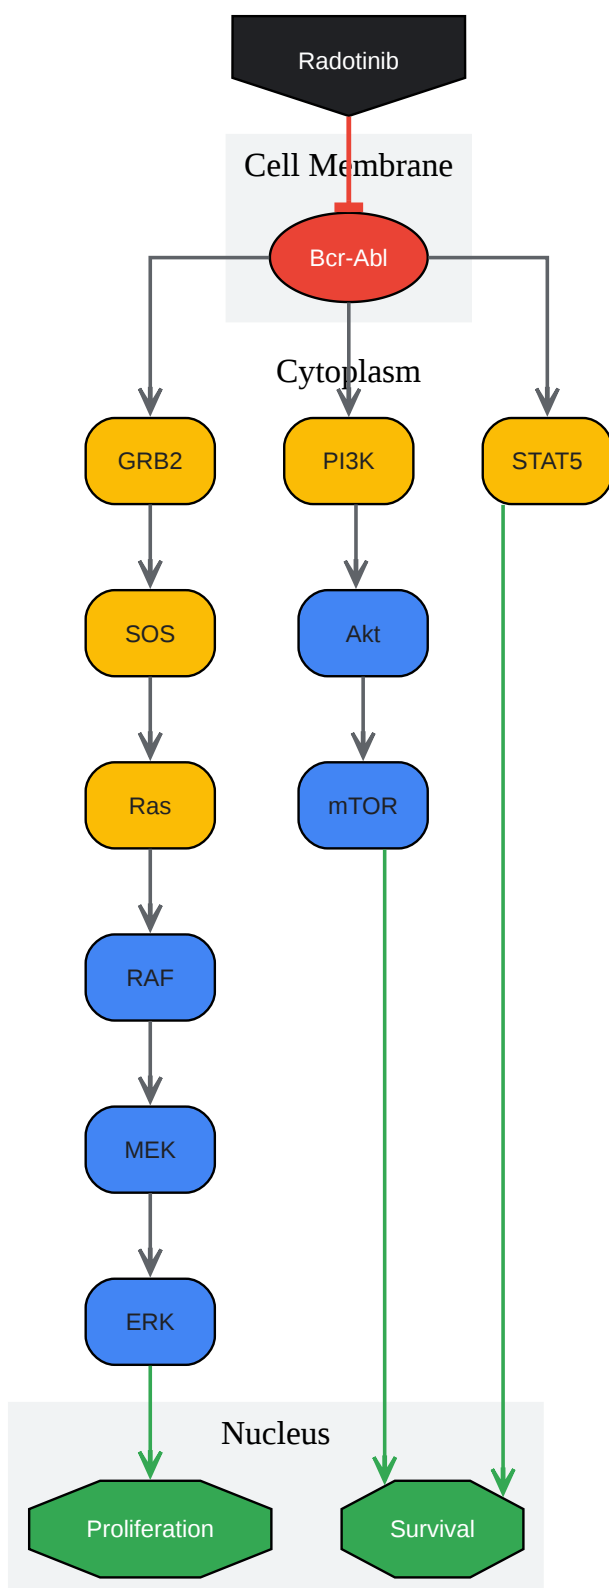 Radotinib
Cell Membrane
Bcr-Abl
Cytoplasm
GRB2
PI3K
STAT5
SOS
Akt
Ras
mTOR
RAF
MEK
ERK
Nucleus
Proliferation
Survival